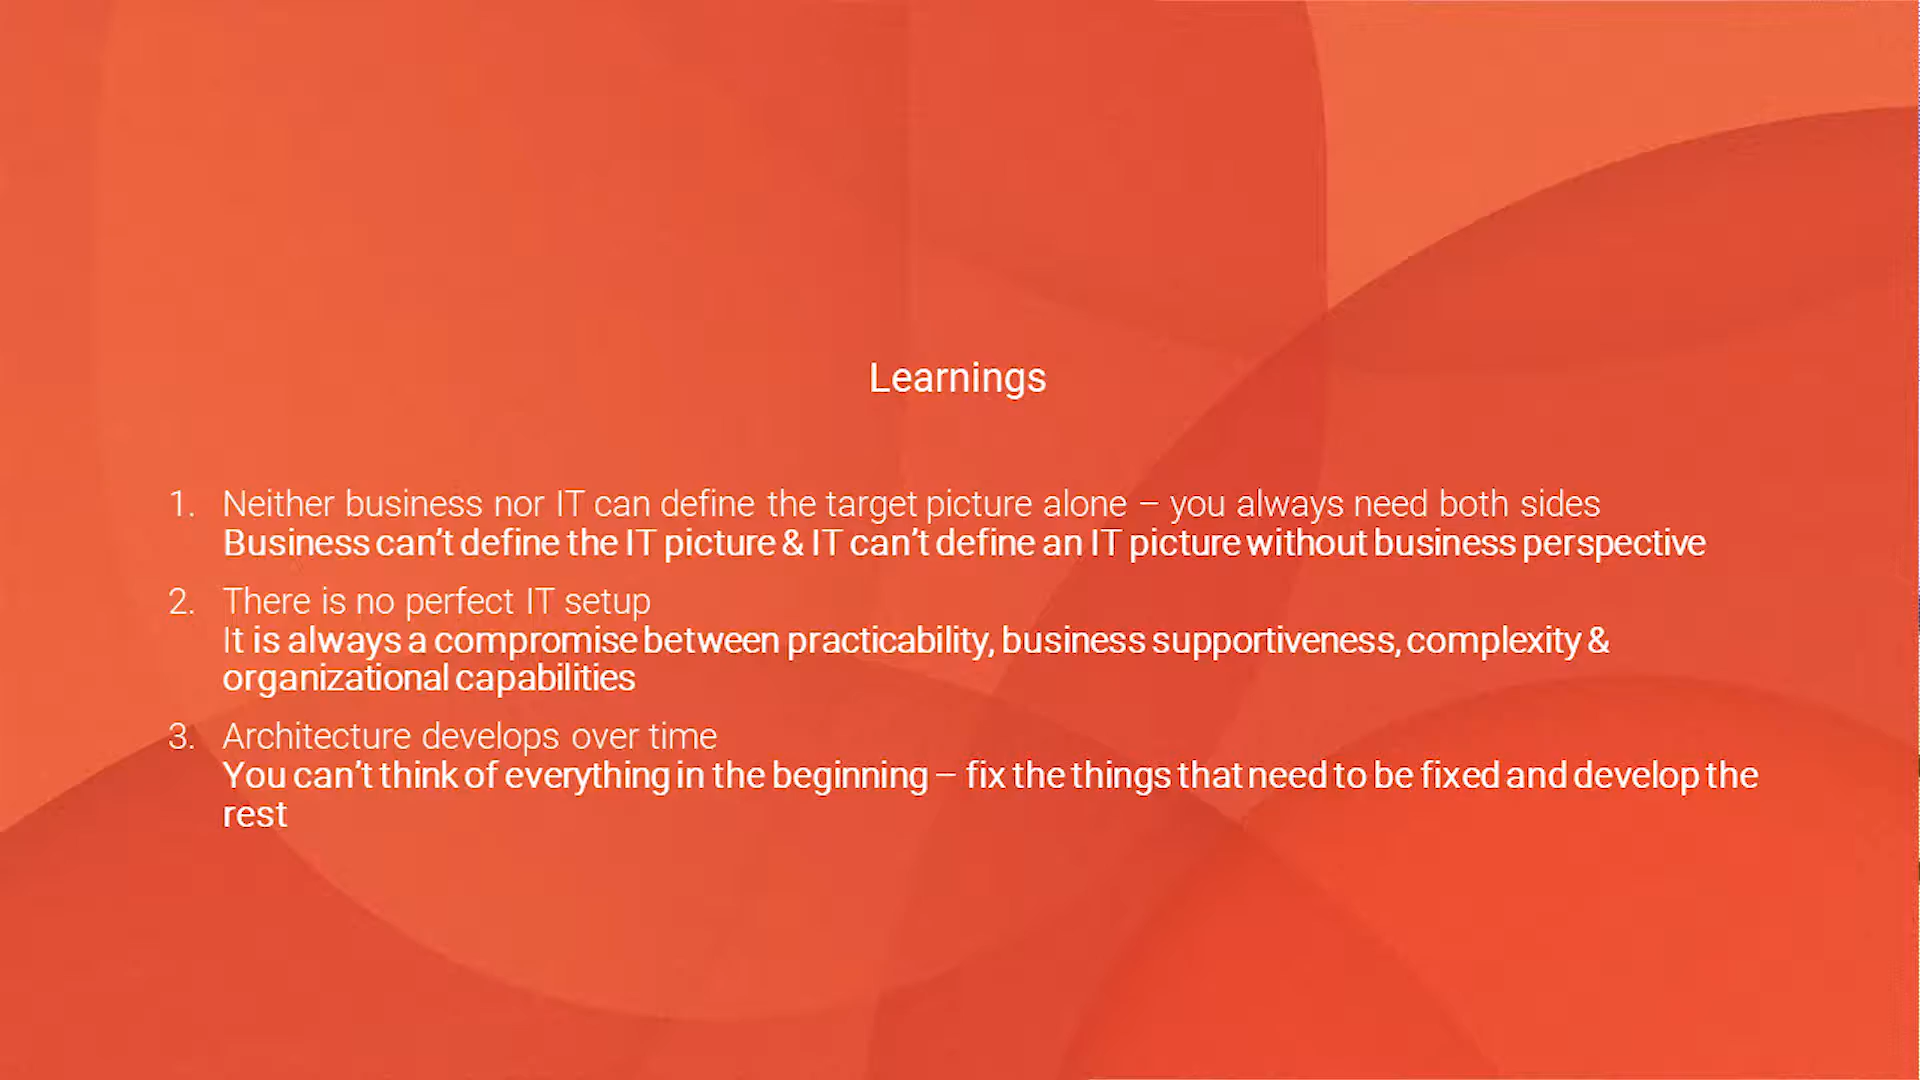 Learnings
1. Neither business nor IT can define the target picture alone – you always need both sides
Business can’t define the IT picture & IT can’t define an IT picture without business perspective
2. There is no perfect IT setup
It is always a compromise between practicability, business supportiveness, complexity &
organizational capabilities
3. Architecture develops over time
You can’t think of everything in the beginning – fix the things that need to be fixed and develop the
rest